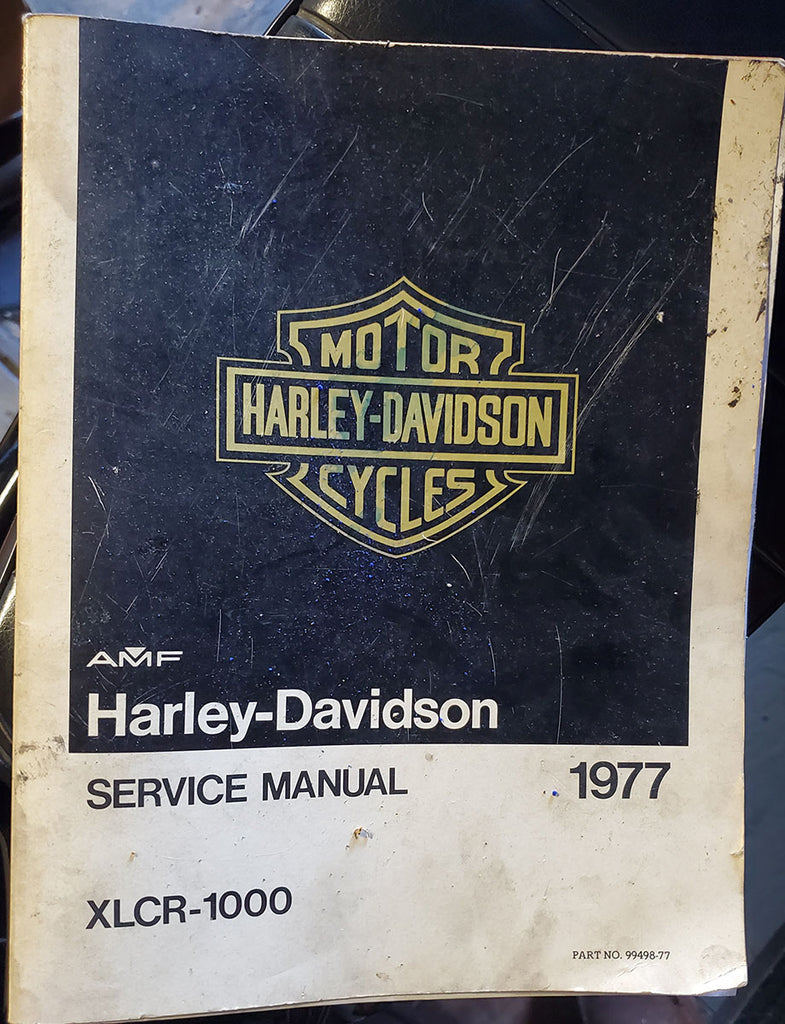 MOTOR
HARLEY-DAVIDSON
CYCLES
AMF
Harley-Davidson
SERVICE MANUAL 1977
XLCR-1000
PART NO. 99498-77